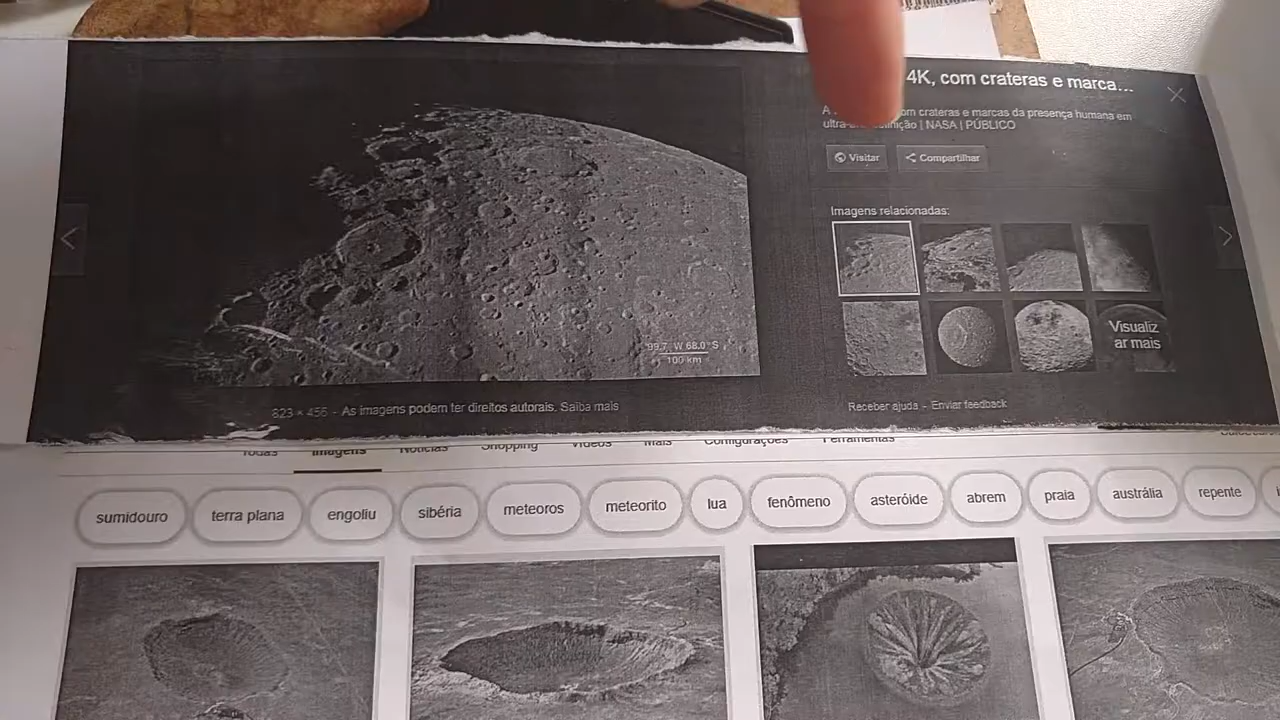 4K, com crateras e marca...
A om crateras e marcas da presença humana em
nição | NASA | PÚBLICO
Visitar
Compartilhar
Imagens relacionadas:
Visualiz
ar mais
99.7° W 68.0° S
100 km
823 × 456 - As imagens podem ter direitos autorais. Saiba mais
Receber ajuda - Enviar feedback
Todas Imagens Notícias Shopping Vídeos Mais Configurações Ferramentas
sumidouro
terra plana
engoliu
sibéria
meteoros
meteorito
lua
fenômeno
asteróide
abrem
praia
austrália
repente